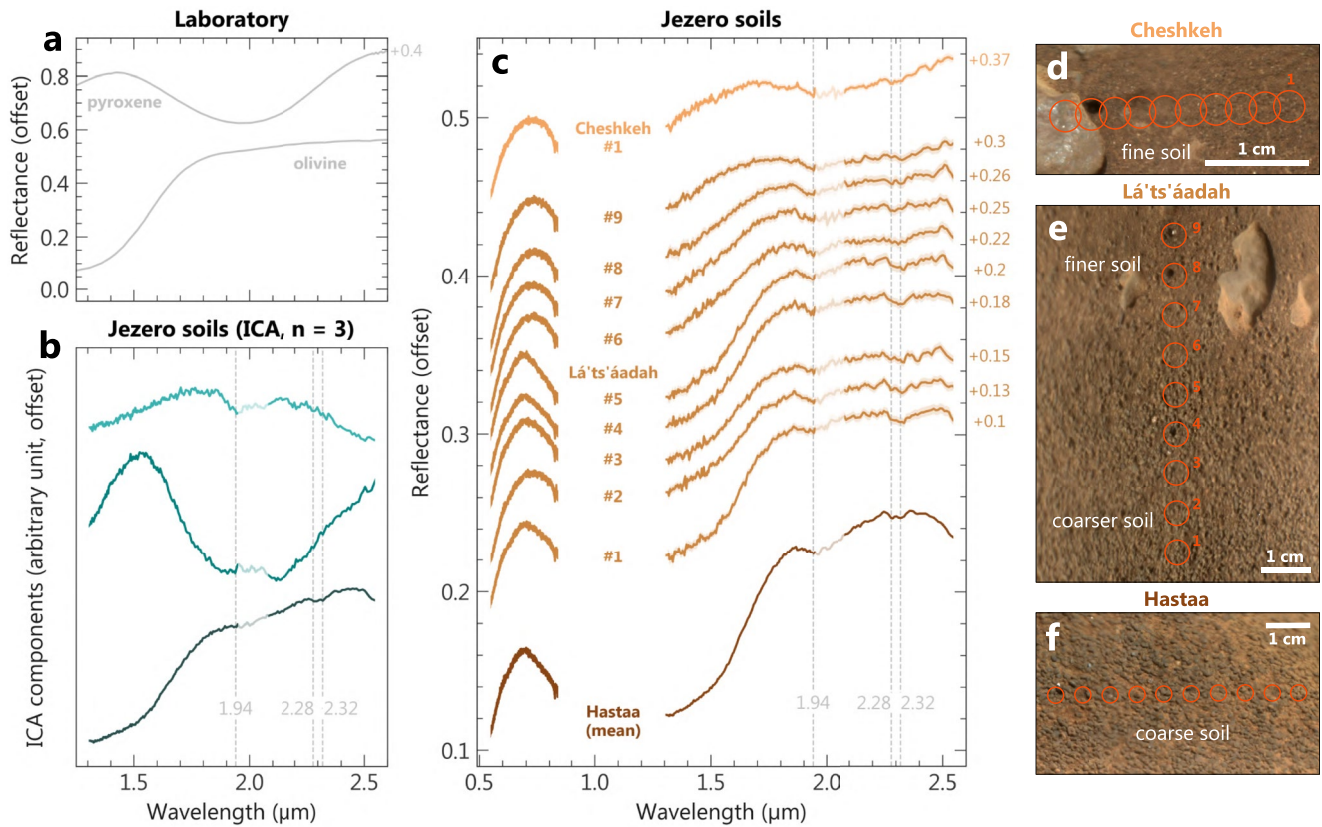 Laboratory
a
+0.4
0.8
0.6
0.4
0.2
0.0
pyroxene
olivine
Reflectance (offset)
Jezero soils (ICA, n = 3)
b
ICA components (arbitrary unit, offset)
1.94
2.28
2.32
1.5
2.0
2.5
Wavelength (µm)
Jezero soils
c
Reflectance (offset)
0.5
0.4
0.3
0.2
0.1
+0.37
+0.3
+0.26
+0.25
+0.22
+0.2
+0.18
+0.15
+0.13
+0.1
Cheshkeh
#1
#9
#8
#7
#6
Lá'ts'áadah
#5
#4
#3
#2
#1
Hastaa
(mean)
1.94
2.28
2.32
0.5
1.0
1.5
2.0
2.5
Wavelength (µm)
Cheshkeh
d
1
fine soil
1 cm
Lá'ts'áadah
e
finer soil
9
8
7
6
5
4
3
2
1
coarser soil
1 cm
Hastaa
f
1 cm
coarse soil